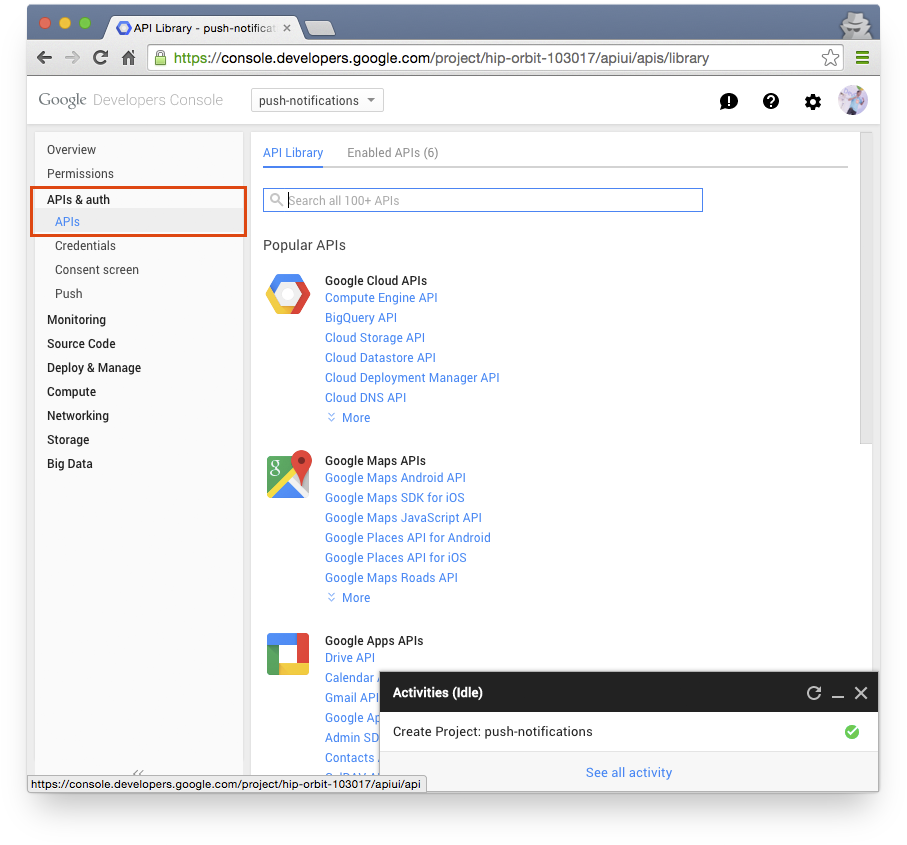 API Library - push-notificat
https://console.developers.google.com/project/hip-orbit-103017/apiui/apis/library
Google Developers Console
push-notifications
Overview
Permissions
APIs & auth
APIs
Credentials
Consent screen
Push
Monitoring
Source Code
Deploy & Manage
Compute
Networking
Storage
Big Data
API Library Enabled APIs (6)
Search all 100+ APIs
Popular APIs
Google Cloud APIs
Compute Engine API
BigQuery API
Cloud Storage API
Cloud Datastore API
Cloud Deployment Manager API
Cloud DNS API
More
Google Maps APIs
Google Maps Android API
Google Maps SDK for iOS
Google Maps JavaScript API
Google Places API for Android
Google Places API for iOS
Google Maps Roads API
More
Google Apps APIs
Drive API
Calendar
Gmail API
Google Ap
Admin SD
Contacts
Activities (Idle)
Create Project: push-notifications
See all activity
https://console.developers.google.com/project/hip-orbit-103017/apiui/api